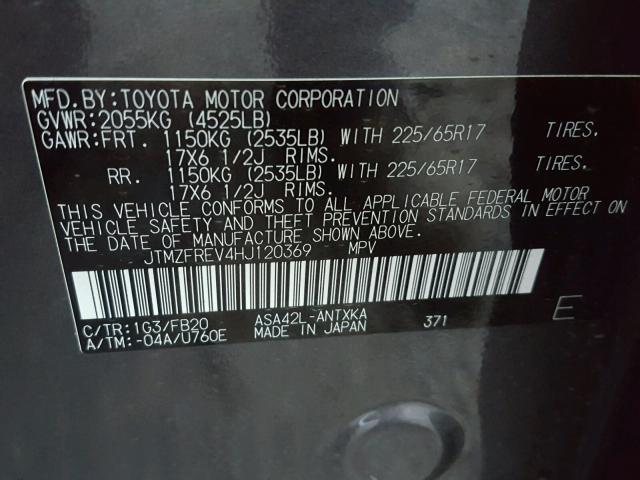 MFD.BY:TOYOTA MOTOR CORPORATION
GVWR:2055KG (4525LB)
GAWR:FRT. 1150KG (2535LB) WITH 225/65R17 TIRES.
17X6 1/2J RIMS.
RR. 1150KG (2535LB) WITH 225/65R17 TIRES.
17X6 1/2J RIMS.
THIS VEHICLE CONFORMS TO ALL APPLICABLE FEDERAL MOTOR
VEHICLE SAFETY AND THEFT PREVENTION STANDARDS IN EFFECT ON
THE DATE OF MANUFACTURE SHOWN ABOVE.
JTMZFREV4HJ120369 MPV
C/TR:1G3/FB20 ASA42L-ANTXKA 371 E
A/TM:-04A/U760E MADE IN JAPAN